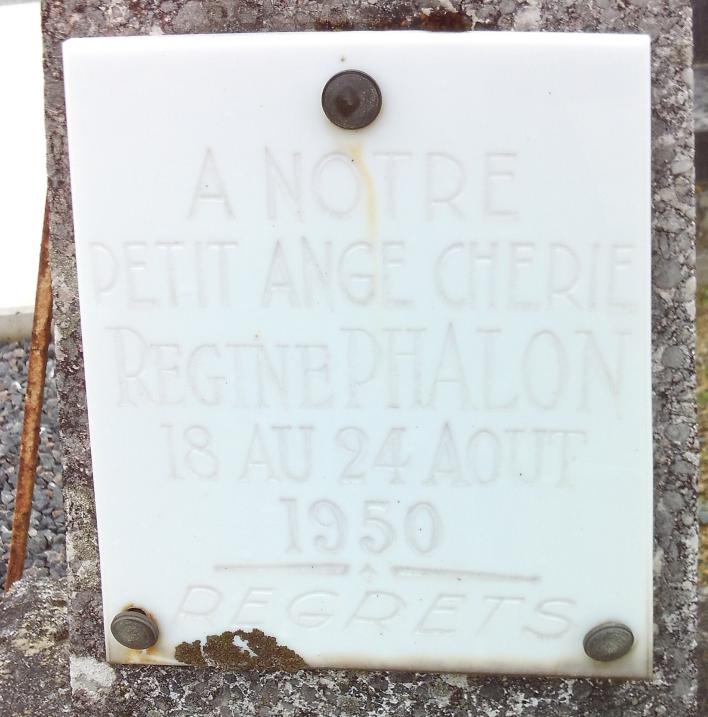 A NOTRE
PETIT ANGE CHERIE
REGINE PHALON
18 AU 24 AOUT
1950
REGRETS